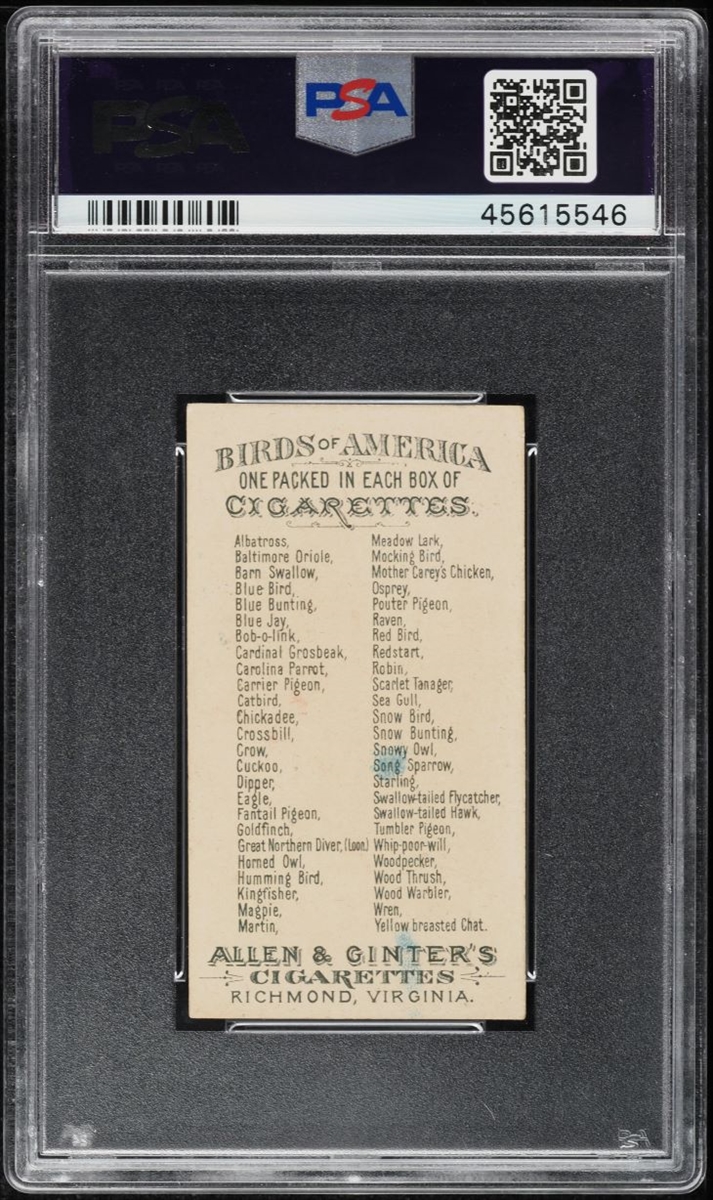 PSA
PSA
45615546
BIRDS OF AMERICA
ONE PACKED IN EACH BOX OF
CIGARETTES.
Albatross,
Baltimore Oriole,
Barn Swallow,
Blue Bird,
Blue Bunting,
Blue Jay,
Bob-o-link,
Cardinal Grosbeak,
Carolina Parrot,
Carrier Pigeon,
Catbird,
Chickadee,
Crossbill,
Crow,
Cuckoo,
Dipper,
Eagle,
Fantail Pigeon,
Goldfinch,
Great Northern Diver, (Loon.)
Horned Owl,
Humming Bird,
Kingfisher,
Magpie,
Martin,
Meadow Lark,
Mocking Bird,
Mother Carey's Chicken,
Osprey,
Pouter Pigeon,
Raven,
Red Bird,
Redstart,
Robin,
Scarlet Tanager,
Sea Gull,
Snow Bird,
Snow Bunting,
Snowy Owl,
Song Sparrow,
Starling,
Swallow-tailed Flycatcher,
Swallow-tailed Hawk,
Tumbler Pigeon,
Whip-poor-will,
Woodpecker,
Wood Thrush,
Wood Warbler,
Wren,
Yellow breasted Chat.
ALLEN & GINTER'S
CIGARETTES
RICHMOND, VIRGINIA.
PSA